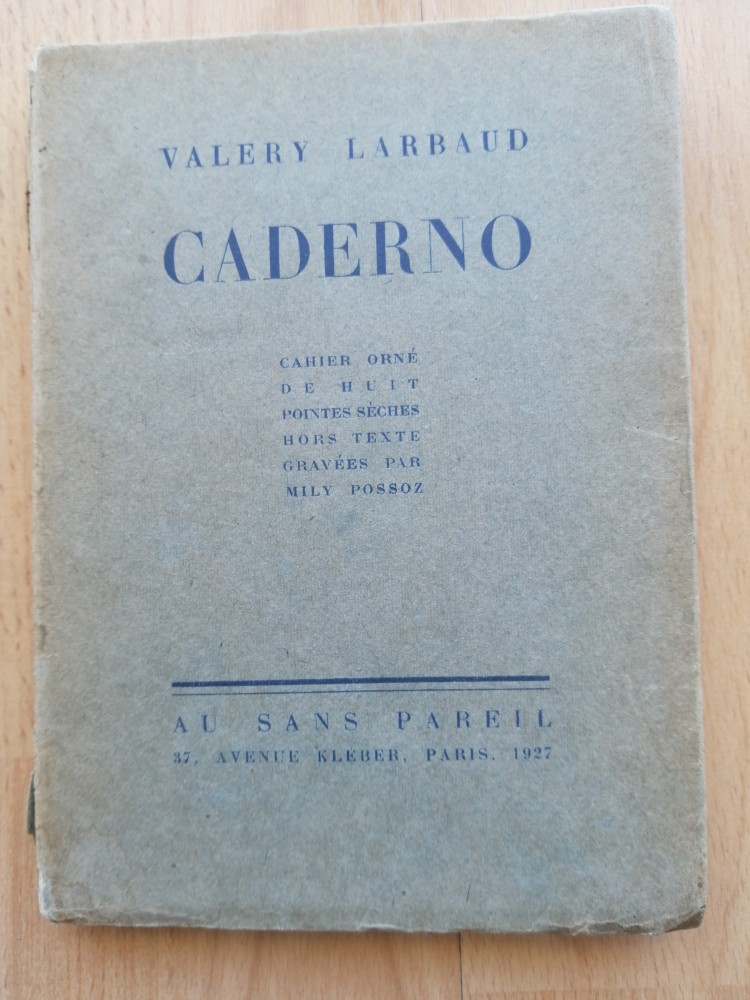 VALERY LARBAUD
CADERNO
CAHIER ORNÉ
DE HUIT
POINTES SÈCHES
HORS TEXTE
GRAVÉES PAR
MILY POSSOZ
AU SANS PAREIL
37, AVENUE KLÉBER, PARIS. 1927